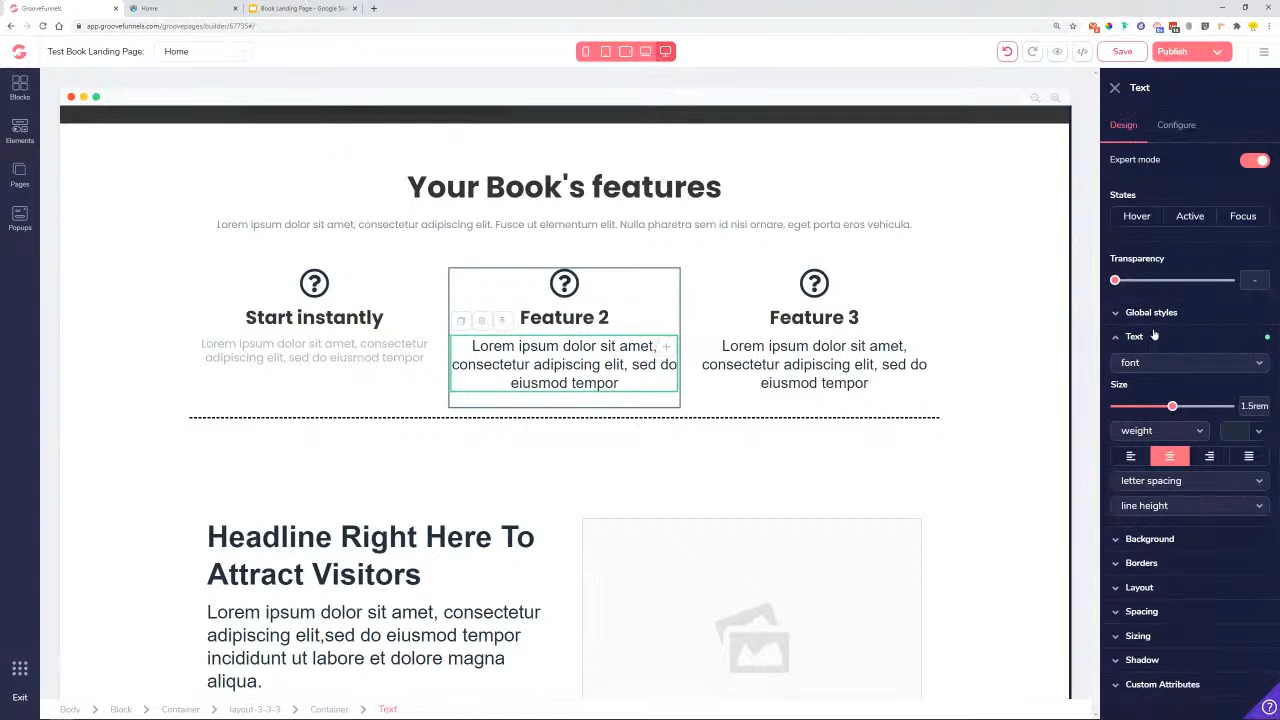 GrooveFunnels
Home
Book Landing Page - Google Sli
app.groovefunnels.com/groovepages/builder/67735#/
Test Book Landing Page:
Home
Save
Publish
Blocks
Elements
Pages
Popups
Exit
Your Book's features
Lorem ipsum dolor sit amet, consectetur adipiscing elit. Fusce ut elementum elit. Nulla pharetra sem id nisi ornare, eget porta eros vehicula.
Start instantly
Lorem ipsum dolor sit amet, consectetur
adipiscing elit, sed do eiusmod tempor
Feature 2
Lorem ipsum dolor sit amet,
consectetur adipiscing elit, sed do
eiusmod tempor
Feature 3
Lorem ipsum dolor sit amet,
consectetur adipiscing elit, sed do
eiusmod tempor
Headline Right Here To
Attract Visitors
Lorem ipsum dolor sit amet, consectetur
adipiscing elit,sed do eiusmod tempor
incididunt ut labore et dolore magna
aliqua.
Body
Block
Container
layout-3-3-3
Container
Text
Text
Design
Configure
Expert mode
States
Hover
Active
Focus
Transparency
-
Global styles
Text
font
Size
1.5rem
weight
letter spacing
line height
Background
Borders
Layout
Spacing
Sizing
Shadow
Custom Attributes